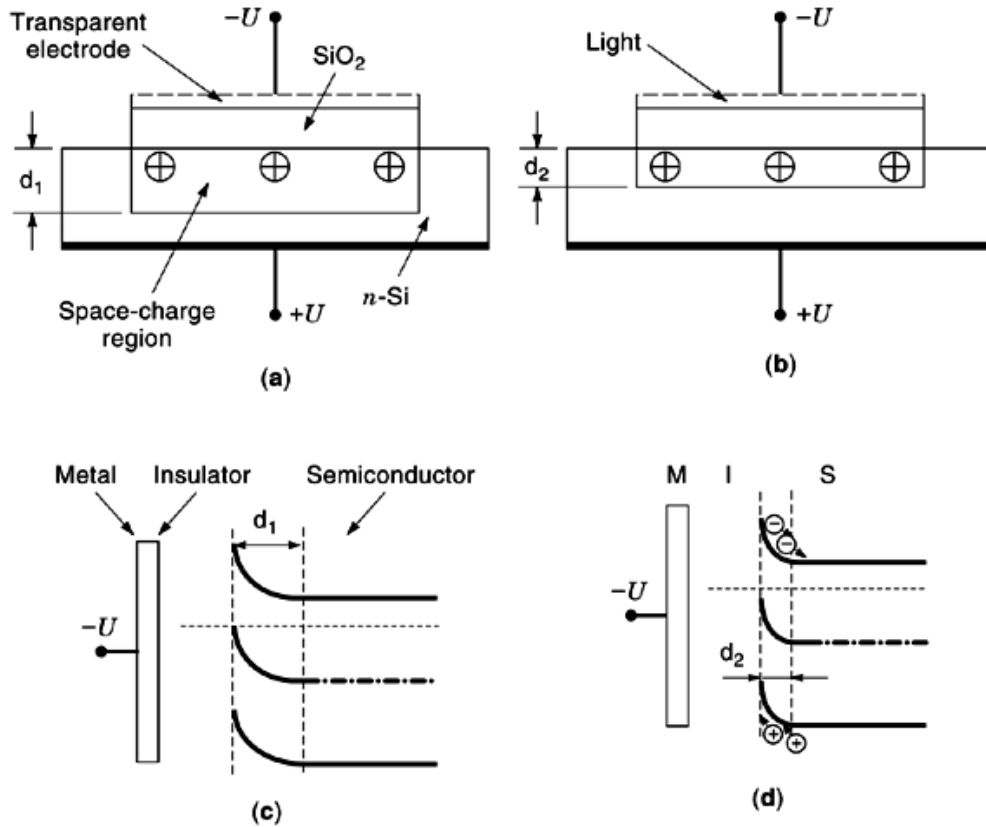 −U
Transparent
electrode
SiO₂
d₁
Space-charge
region
n-Si
+U
(a)
−U
Light
d₂
+U
(b)
Metal
Insulator
Semiconductor
d₁
−U
(c)
M
I
S
−U
d₂
(d)